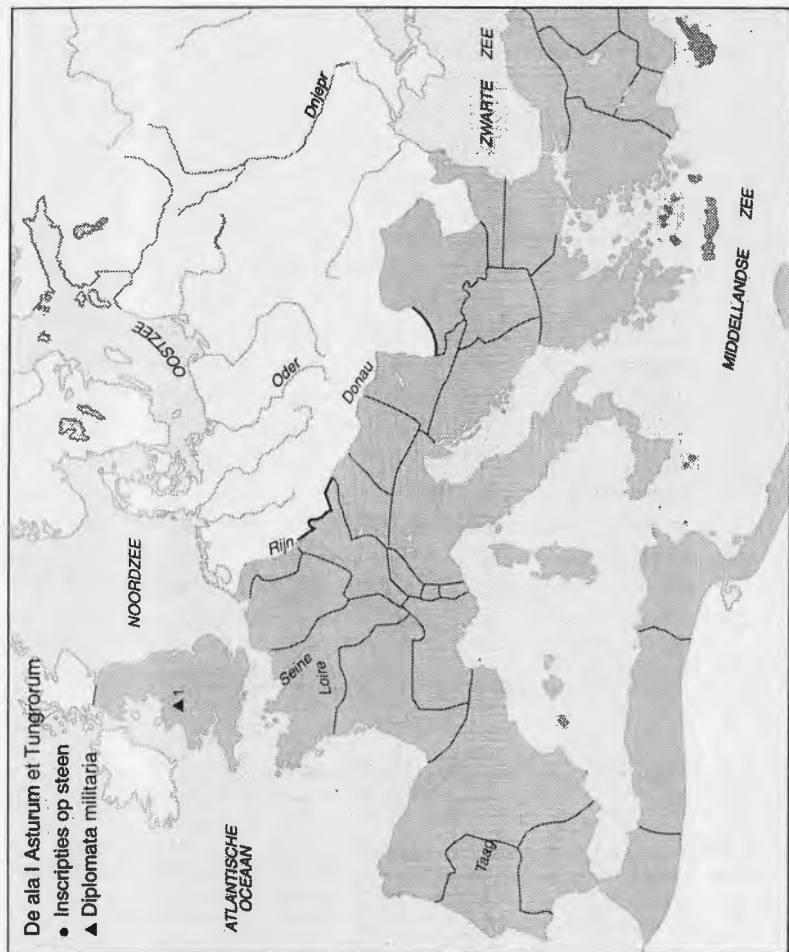 De ala I Asturum et Tungrorum
● Inscripties op steen
▲ Diplomata militaria
ATLANTISCHE
OCEAAN
NOORDZEE
OOSTZEE
Dnjepr
Oder
Donau
Rijn
Seine
Loire
Taag
ZWARTE ZEE
MIDDELLANDSE ZEE
▲ 1